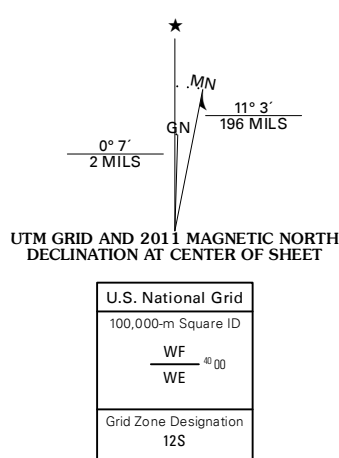 ★
MN
11° 3´
196 MILS
GN
0° 7´
2 MILS
UTM GRID AND 2011 MAGNETIC NORTH
DECLINATION AT CENTER OF SHEET
U.S. National Grid
100,000-m Square ID
WF
40 00
WE
Grid Zone Designation
12S